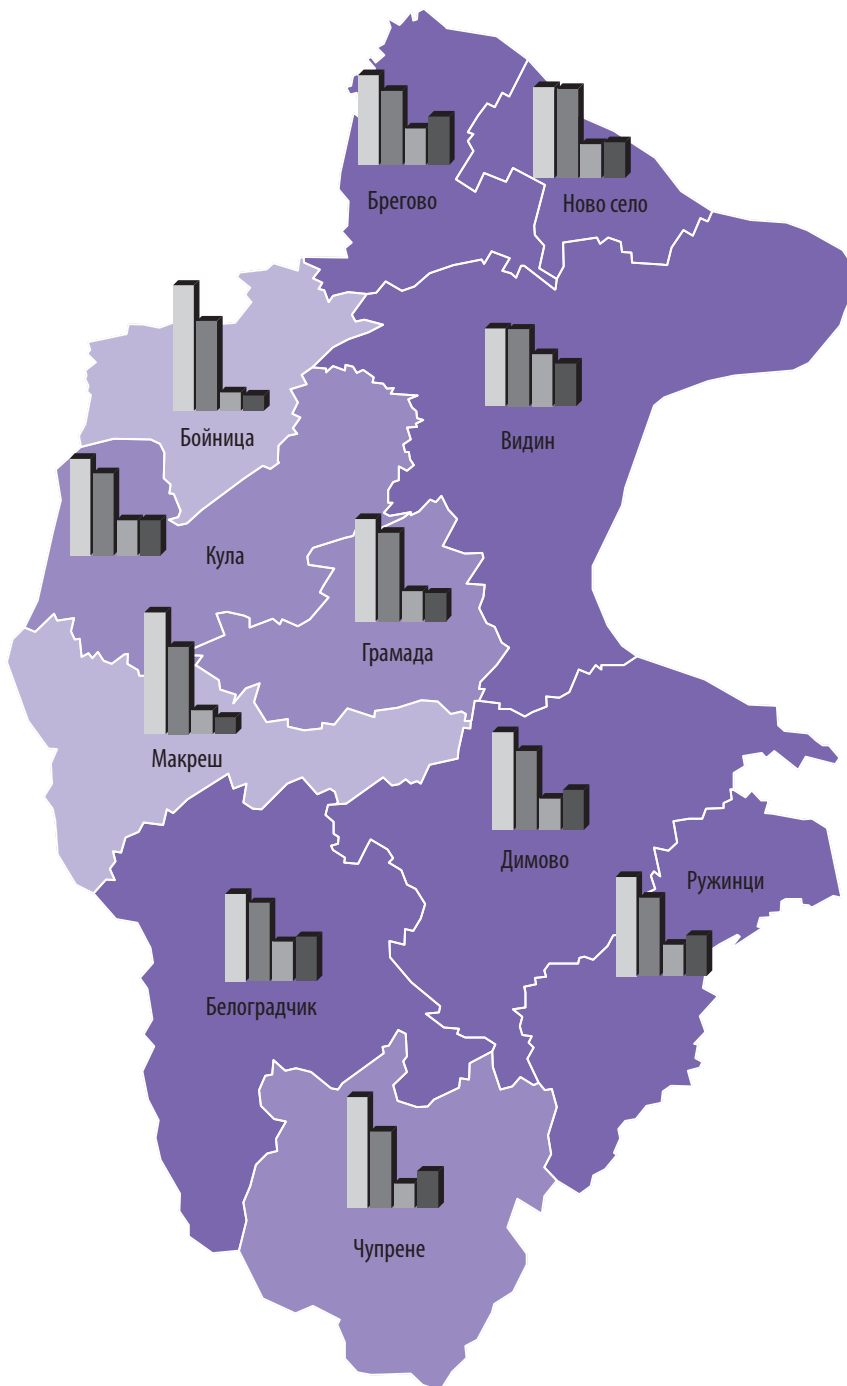 Брегово
Ново село
Бойница
Видин
Кула
Грамада
Макреш
Димово
Ружинци
Белоградчик
Чупрене